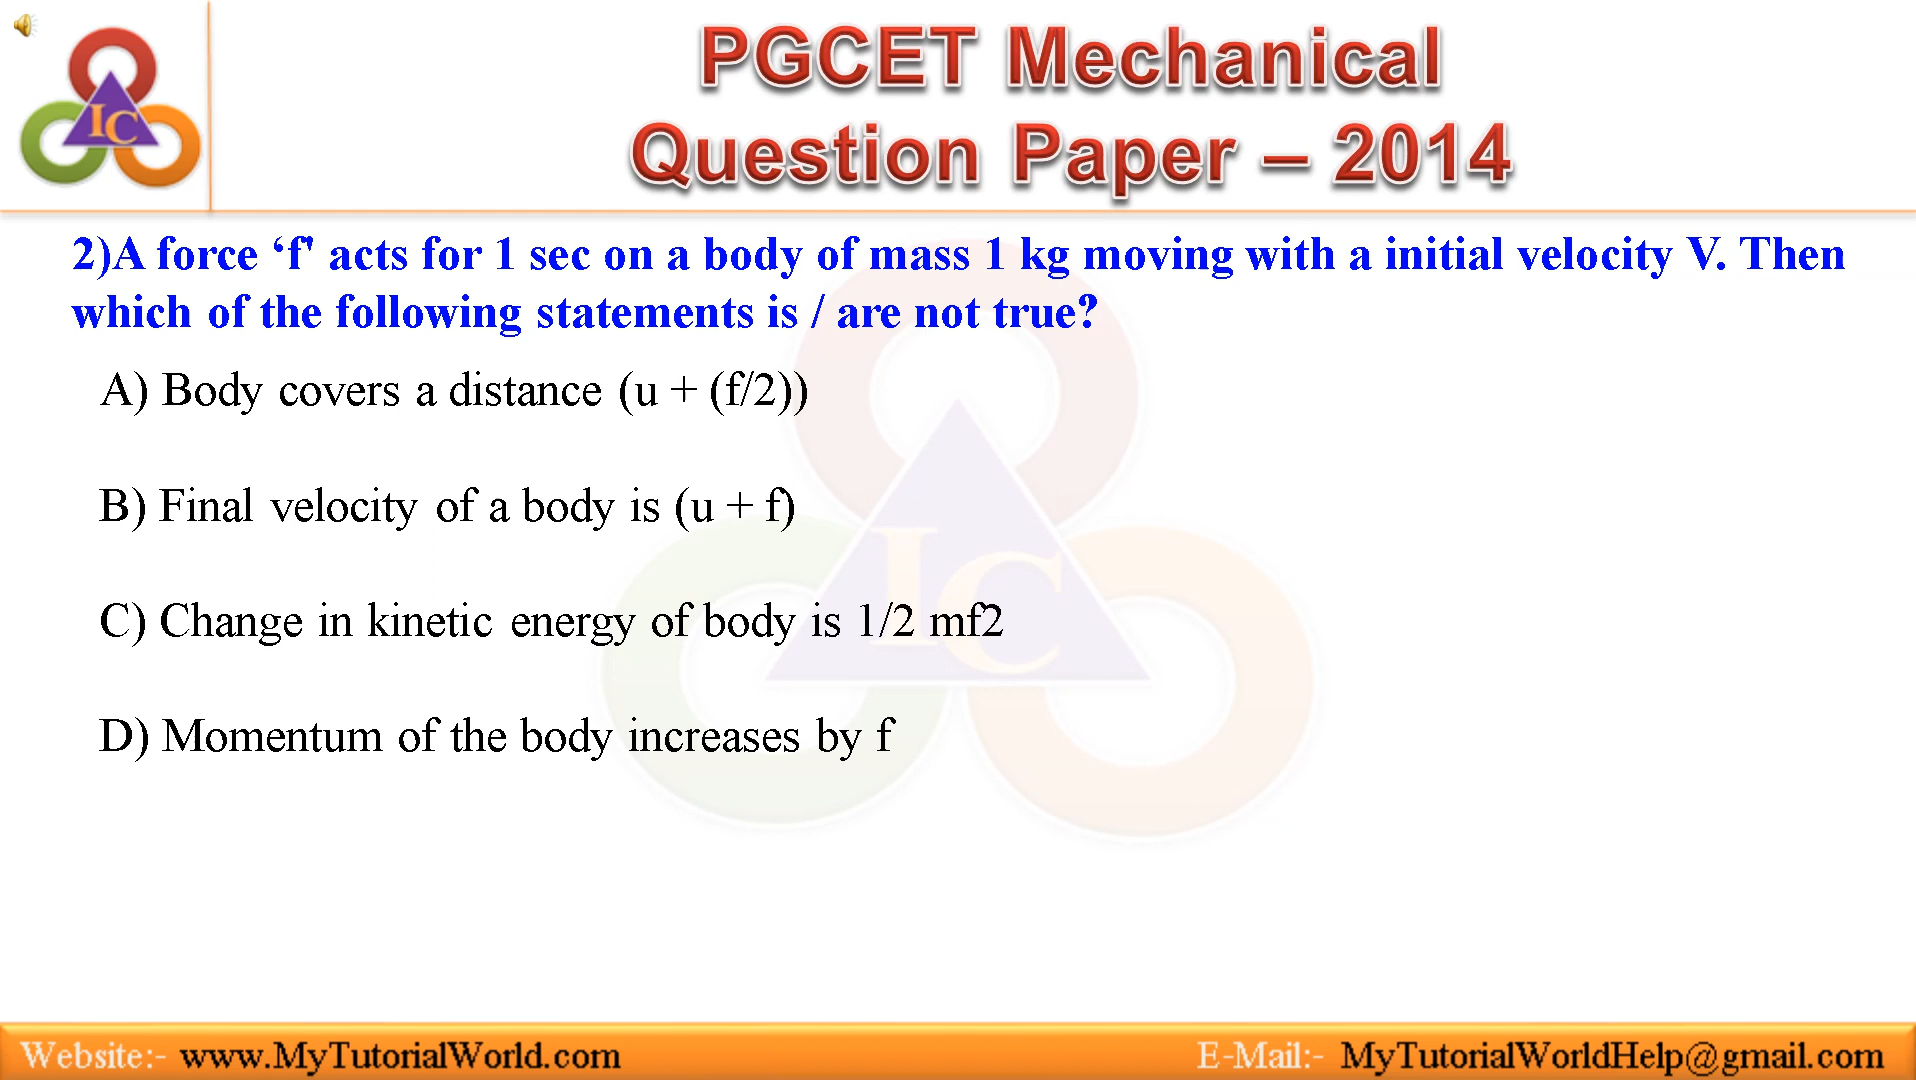 IC
PGCET Mechanical
Question Paper – 2014
2)A force ‘f' acts for 1 sec on a body of mass 1 kg moving with a initial velocity V. Then
which of the following statements is / are not true?
A) Body covers a distance (u + (f/2))
B) Final velocity of a body is (u + f)
C) Change in kinetic energy of body is 1/2 mf2
D) Momentum of the body increases by f
IC
Website:- www.MyTutorialWorld.com
E-Mail:- MyTutorialWorldHelp@gmail.com